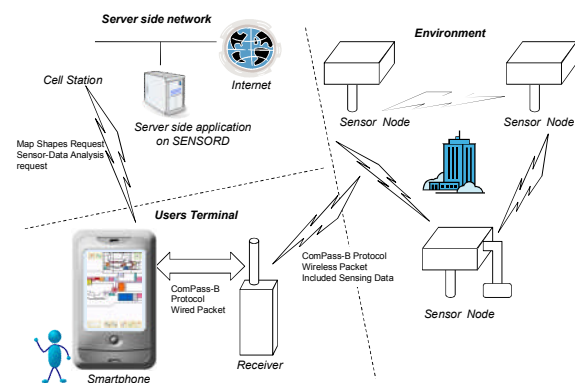 Server side network
Environment
Cell Station
Internet
Server side application
on SENSORD
Sensor Node
Sensor Node
Map Shapes Request
Sensor-Data Analysis
request
Users Terminal
ComPass-B Protocol
Wireless Packet
Included Sensing Data
ComPass-B
Protocol
Wired Packet
Sensor Node
Receiver
Smartphone